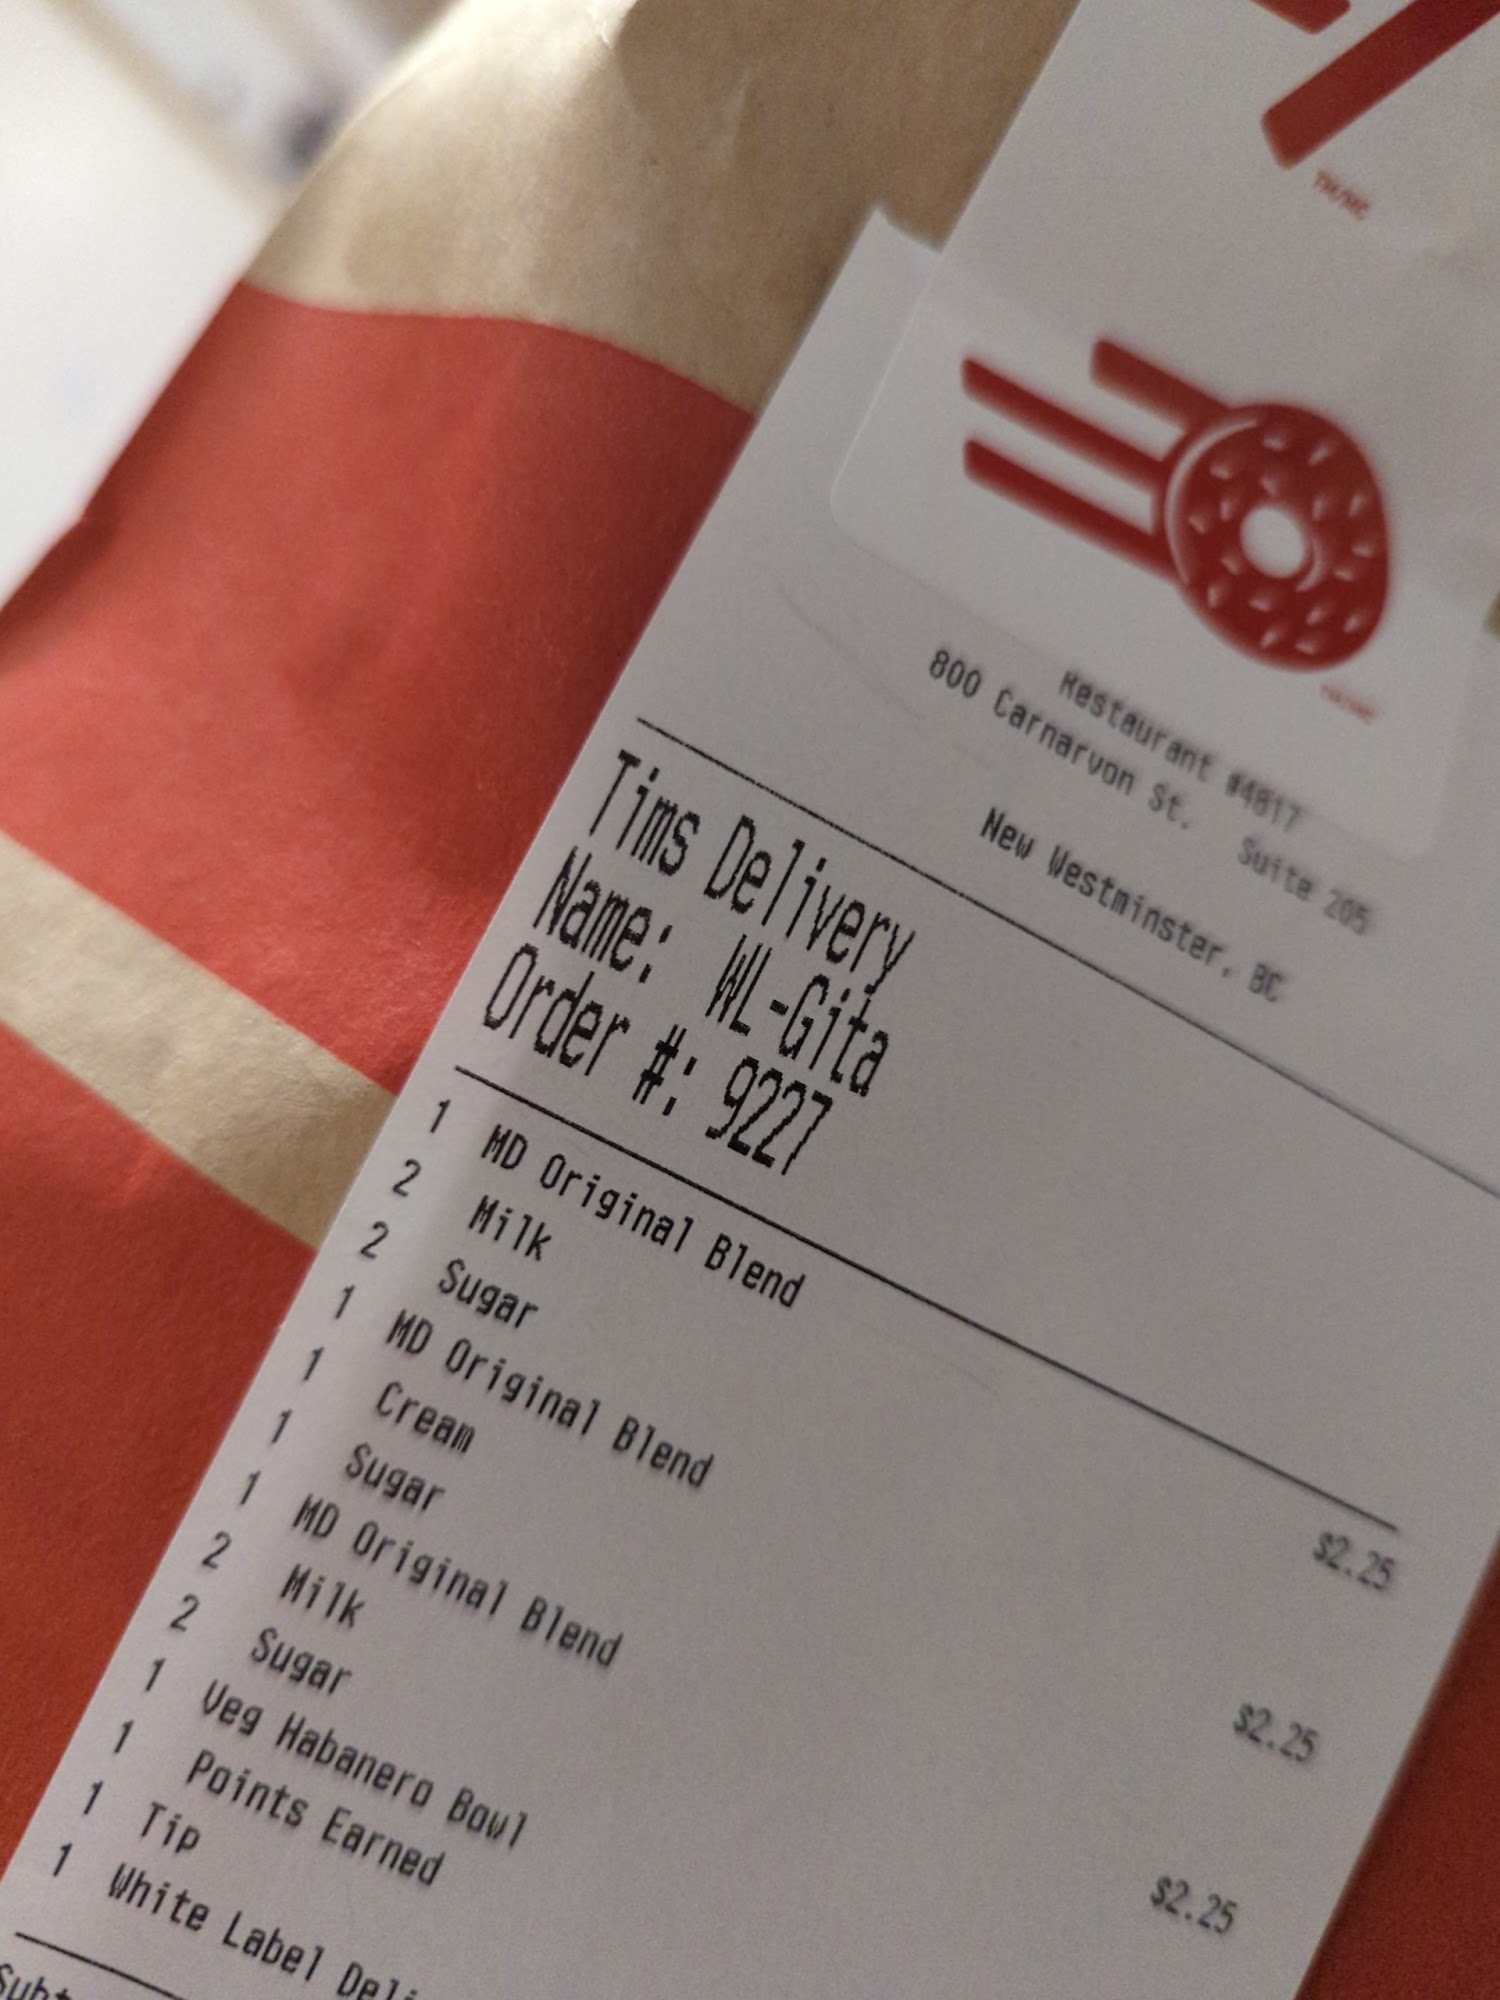 Restaurant #4817
800 Carnarvon St. Suite 205
New Westminster, BC
Tims Delivery
Name: WL-Gita
Order #: 9227
1 MD Original Blend $2.25
2 Milk
2 Sugar
1 MD Original Blend $2.25
1 Cream
1 Sugar
1 MD Original Blend $2.25
2 Milk
2 Sugar
1 Veg Habanero Bowl
1 Points Earned
1 Tip
1 White Label Deli
Subt